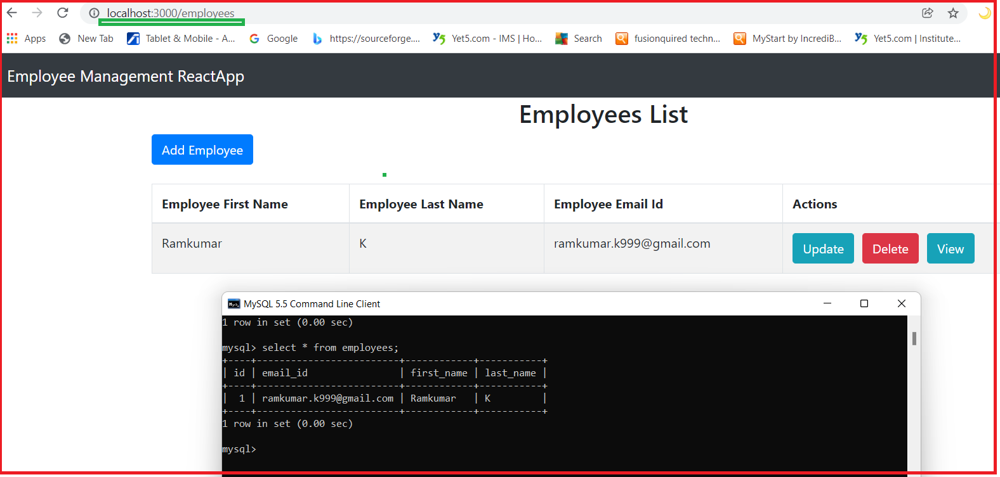 localhost:3000/employees
Apps New Tab Tablet & Mobile - A... Google https://sourceforge.... Yet5.com - IMS | Ho... Search fusionquired techn... MyStart by IncrediB... Yet5.com | Institute...
Employee Management ReactApp
Employees List
Add Employee
Employee First Name Employee Last Name Employee Email Id Actions
Ramkumar K ramkumar.k999@gmail.com Update Delete View
MySQL 5.5 Command Line Client
1 row in set (0.00 sec)
mysql> select * from employees;
+----+-------------------------+------------+-----------+
| id | email_id                | first_name | last_name |
+----+-------------------------+------------+-----------+
|  1 | ramkumar.k999@gmail.com | Ramkumar   | K         |
+----+-------------------------+------------+-----------+
1 row in set (0.00 sec)
mysql>